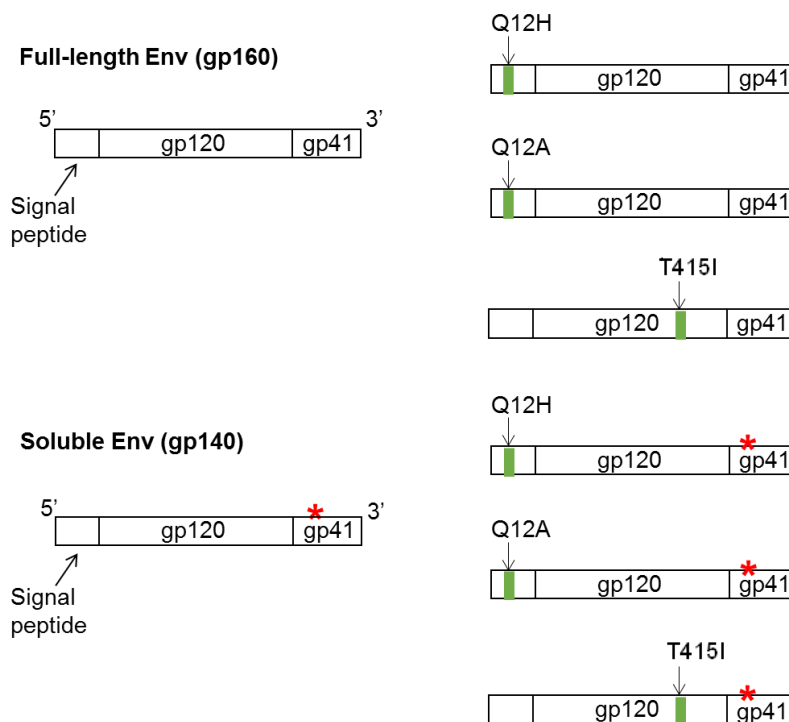 Full-length Env (gp160)
5’
3’
gp120
gp41
Signal
peptide
Q12H
gp120
gp41
Q12A
gp120
gp41
T415I
gp120
gp41
Soluble Env (gp140)
5’
*
3’
gp120
gp41
Signal
peptide
Q12H
*
gp120
gp41
Q12A
*
gp120
gp41
T415I
*
gp120
gp41